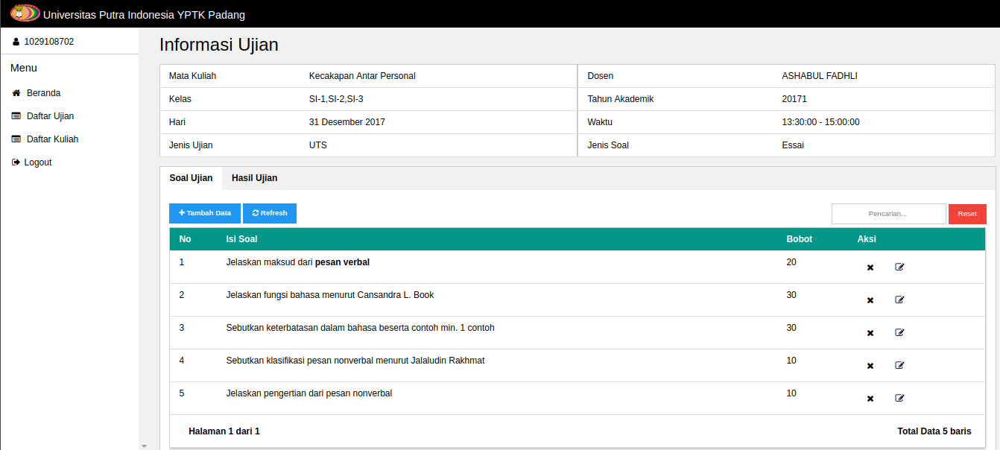 Universitas Putra Indonesia YPTK Padang
1029108702
Menu
Beranda
Daftar Ujian
Daftar Kuliah
Logout
Informasi Ujian
Mata Kuliah Kecakapan Antar Personal Dosen ASHABUL FADHLI
Kelas SI-1,SI-2,SI-3 Tahun Akademik 20171
Hari 31 Desember 2017 Waktu 13:30:00 - 15:00:00
Jenis Ujian UTS Jenis Soal Essai
Soal Ujian Hasil Ujian
Tambah Data Refresh Pencarian... Reset
No Isi Soal Bobot Aksi
1 Jelaskan maksud dari pesan verbal 20
2 Jelaskan fungsi bahasa menurut Cansandra L. Book 30
3 Sebutkan keterbatasan dalam bahasa beserta contoh min. 1 contoh 30
4 Sebutkan klasifikasi pesan nonverbal menurut Jalaludin Rakhmat 10
5 Jelaskan pengertian dari pesan nonverbal 10
Halaman 1 dari 1 Total Data 5 baris